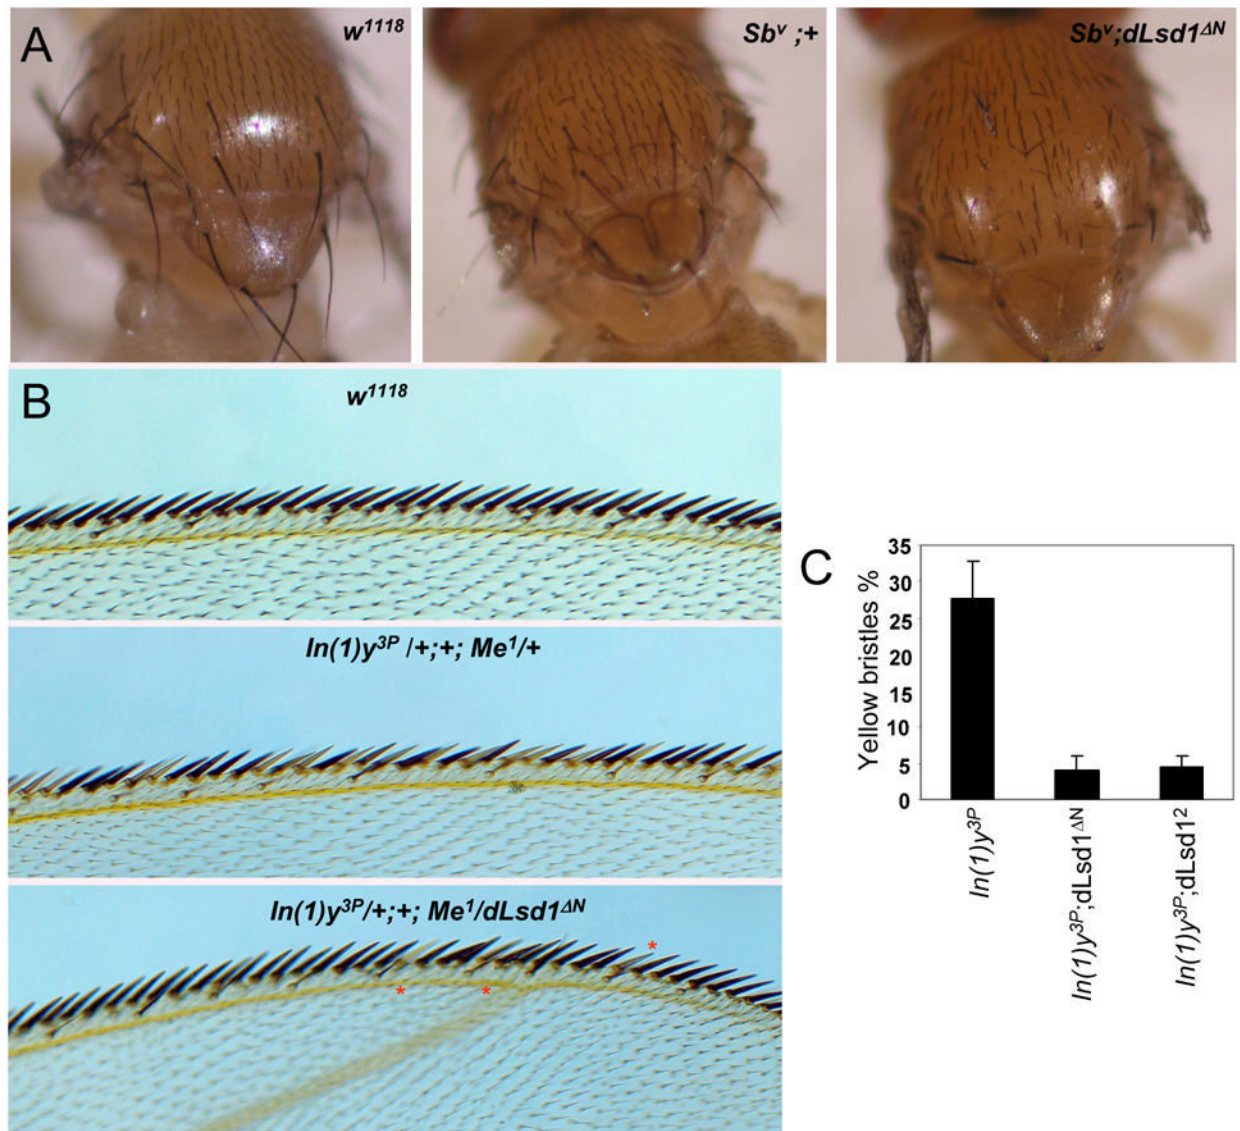 A
w1118
Sbv ;+
Sbv;dLsd1ΔN
B
w1118
In(1)y3P /+;+; Me1/+
In(1)y3P/+;+; Me1/dLsd1ΔN
*
* *
C
Yellow bristles %
35
30
25
20
15
10
5
0
In(1)y3P
In(1)y3P;dLsd1ΔN
In(1)y3P;dLsd12